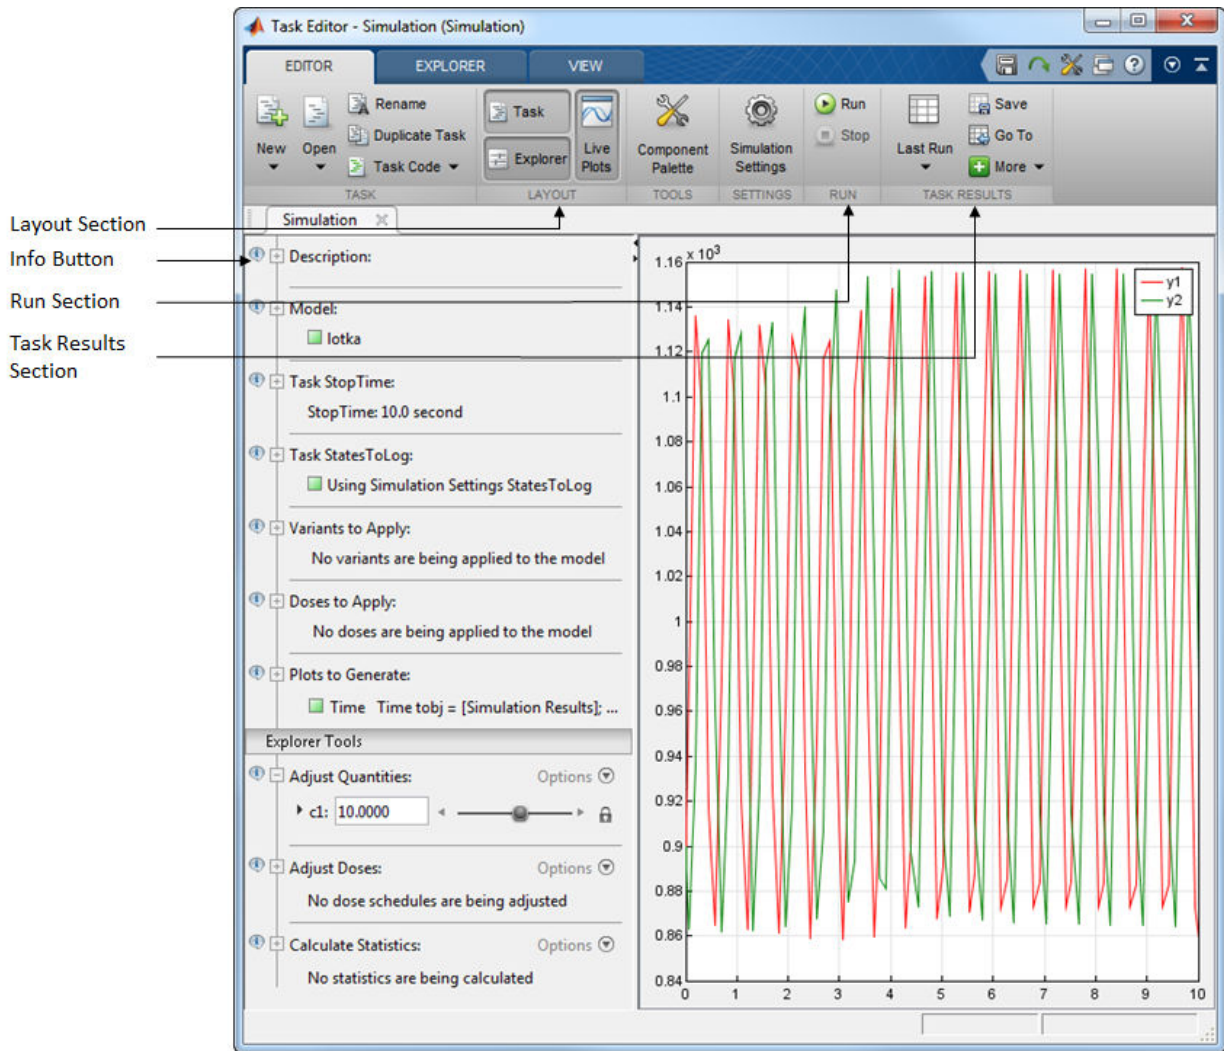 Task Editor - Simulation (Simulation)
EDITOR EXPLORER VIEW
New
Open
Rename
Duplicate Task
Task Code
TASK
Task
Explorer
Live
Plots
LAYOUT
Component
Palette
TOOLS
Simulation
Settings
SETTINGS
Run
Stop
RUN
Last Run
Save
Go To
More
TASK RESULTS
Layout Section
Info Button
Run Section
Task Results
Section
Simulation
Description:
Model:
lotka
Task StopTime:
StopTime: 10.0 second
Task StatesToLog:
Using Simulation Settings StatesToLog
Variants to Apply:
No variants are being applied to the model
Doses to Apply:
No doses are being applied to the model
Plots to Generate:
Time Time tobj = [Simulation Results]; ...
Explorer Tools
Adjust Quantities: Options
c1: 10.0000
Adjust Doses: Options
No dose schedules are being adjusted
Calculate Statistics: Options
No statistics are being calculated
x 10³
1.16
1.14
1.12
1.1
1.08
1.06
1.04
1.02
1
0.98
0.96
0.94
0.92
0.9
0.88
0.86
0.84
0 1 2 3 4 5 6 7 8 9 10
y1
y2